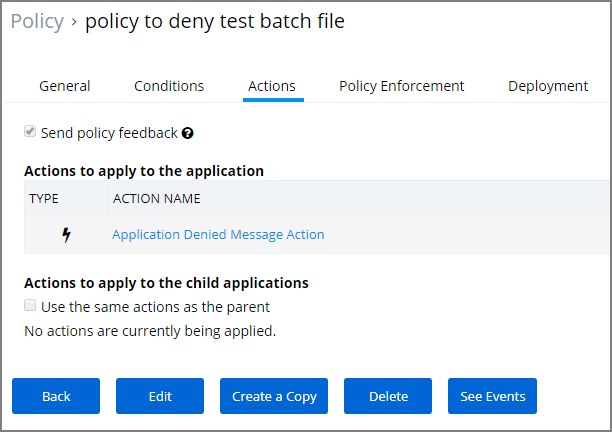 Policy › policy to deny test batch file
General Conditions Actions Policy Enforcement Deployment
Send policy feedback ?
Actions to apply to the application
TYPE ACTION NAME
Application Denied Message Action
Actions to apply to the child applications
Use the same actions as the parent
No actions are currently being applied.
Back Edit Create a Copy Delete See Events